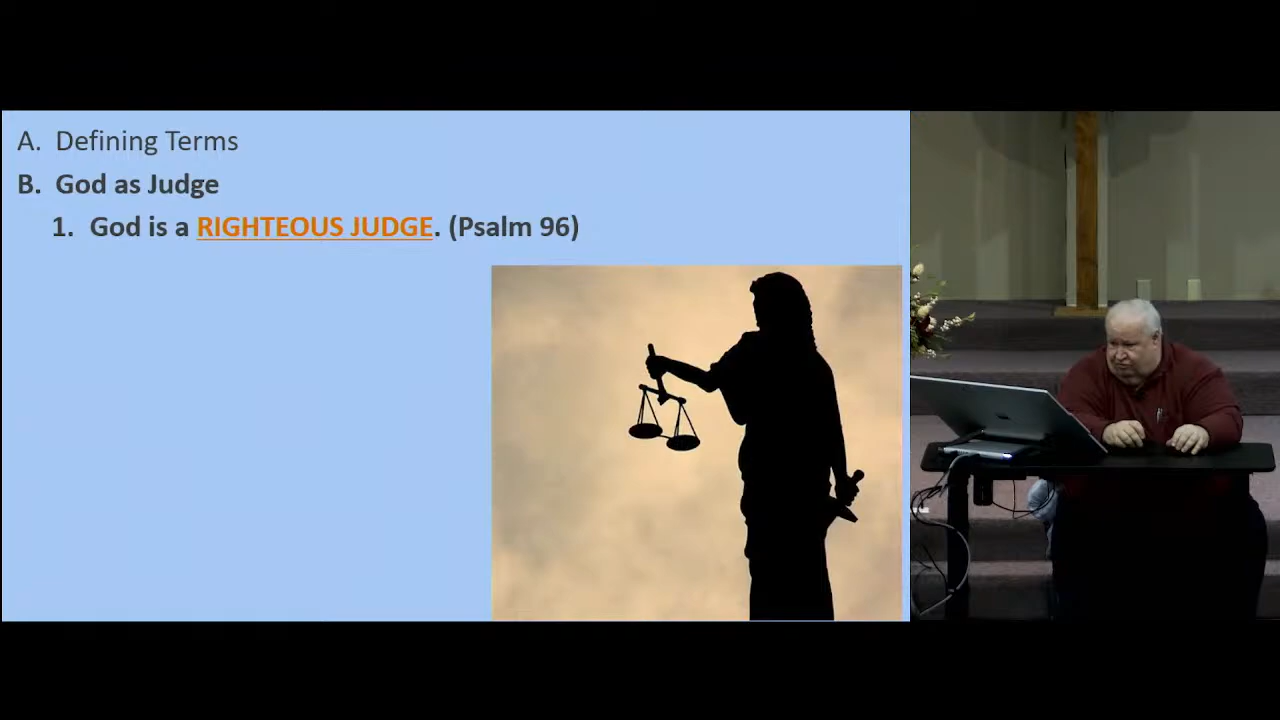 A. Defining Terms
B. God as Judge
1. God is a RIGHTEOUS JUDGE. (Psalm 96)